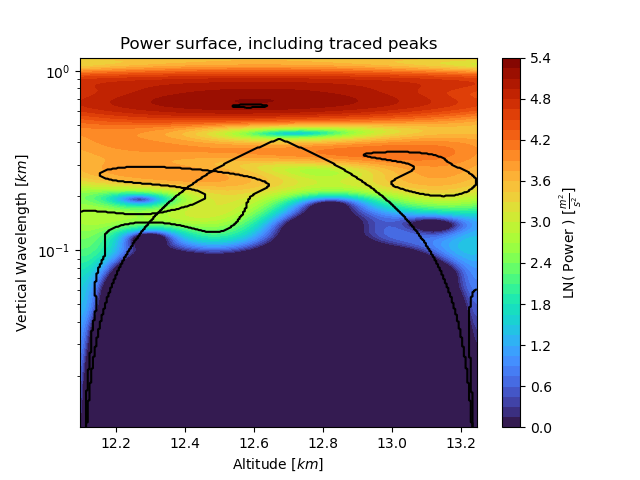 Power surface, including traced peaks
Vertical Wavelength [km]
10⁰
10⁻¹
12.2 12.4 12.6 12.8 13.0 13.2
Altitude [km]
5.4
4.8
4.2
3.6
3.0
2.4
1.8
1.2
0.6
0.0
LN( Power ) [m²/s²]